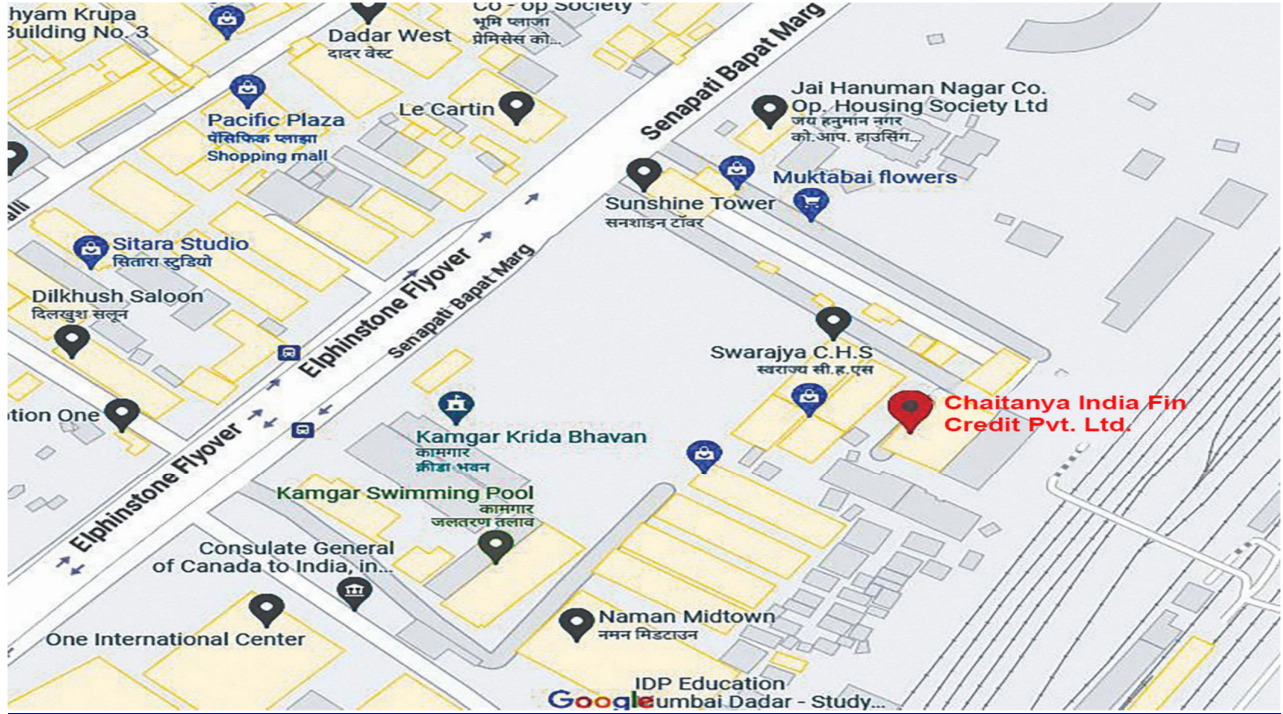 hyam Krupa
Building No. 3
Dadar West
दादर वेस्ट
Co - op Society
भूमि प्लाजा
प्रेमिसेस को...
Senapati Bapat Marg
Pacific Plaza
पॅसिफिक प्लाझा
Shopping mall
Le Cartin
Jai Hanuman Nagar Co.
Op. Housing Society Ltd
जय हनुमान नगर
को.आप. हाउसिंग...
Muktabai flowers
Sunshine Tower
सनशाइन टॉवर
alli
Sitara Studio
सितारा स्टुडियो
Dilkhush Saloon
दिलखुश सलून
Elphinstone Flyover
Senapati Bapat Marg
Swarajya C.H.S
स्वराज्य सी.ह.एस
Chaitanya India Fin
Credit Pvt. Ltd.
tion One
Kamgar Krida Bhavan
कामगार
क्रीडा भवन
Elphinstone Flyover
Kamgar Swimming Pool
कामगार
जलतरण तलाव
Consulate General
of Canada to India, in...
One International Center
Naman Midtown
नमन मिडटाउन
IDP Education
Google
umbai Dadar - Study...